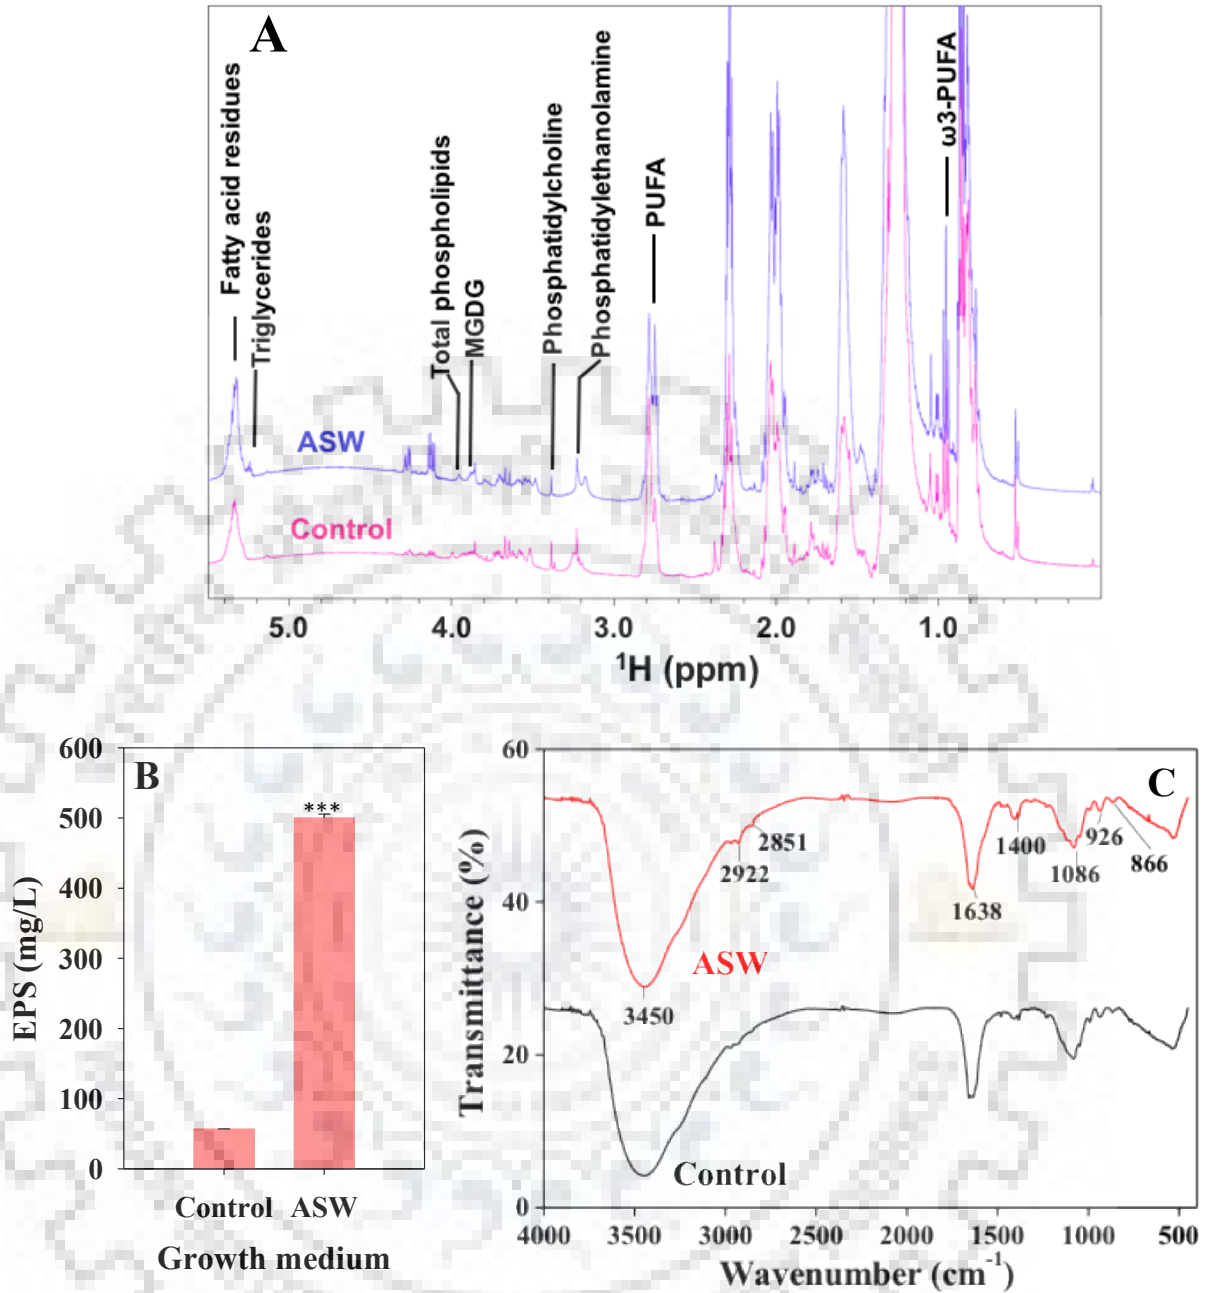 A
Fatty acid residues
Triglycerides
Total phospholipids
MGDG
Phosphatidylcholine
Phosphatidylethanolamine
PUFA
ω3-PUFA
ASW
Control
5.0 4.0 3.0 2.0 1.0
¹H (ppm)
B
600
500
400
300
200
100
0
EPS (mg/L)
***
Control ASW
Growth medium
C
60
40
20
0
Transmittance (%)
2851
2922
1400
926
1086
866
1638
ASW
3450
Control
4000 3500 3000 2500 2000 1500 1000 500
Wavenumber (cm⁻¹)